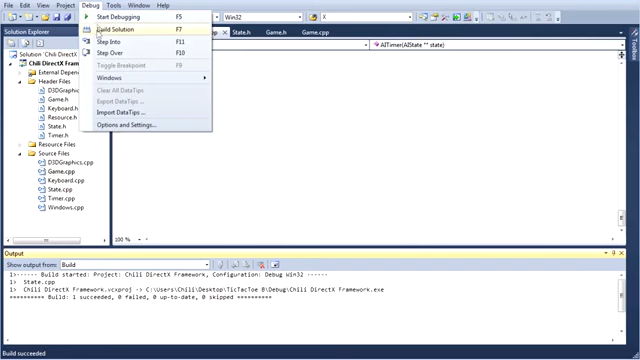 File Edit View Project Debug Tools Window Help
Win32 X
Solution Explorer
State.h Game.h Game.cpp
AITimer(AIState ** state)
Solution 'Chili DirectX
Chili DirectX Framew
External Depende
Header Files
D3DGraphics.h
Game.h
Keyboard.h
Resource.h
State.h
Timer.h
Resource Files
Source Files
D3DGraphics.cpp
Game.cpp
Keyboard.cpp
State.cpp
Timer.cpp
Windows.cpp
Start Debugging F5
Build Solution F7
Step Into F11
Step Over F10
Toggle Breakpoint F9
Windows
Clear All DataTips
Export DataTips ...
Import DataTips ...
Options and Settings...
100 %
Output
Show output from: Build
1>------ Build started: Project: Chili DirectX Framework, Configuration: Debug Win32 ------
1> State.cpp
1> Chili DirectX Framework.vcxproj -> C:\Users\Chili\Desktop\TicTacToe B\Debug\Chili DirectX Framework.exe
========== Build: 1 succeeded, 0 failed, 0 up-to-date, 0 skipped ==========
Build succeeded